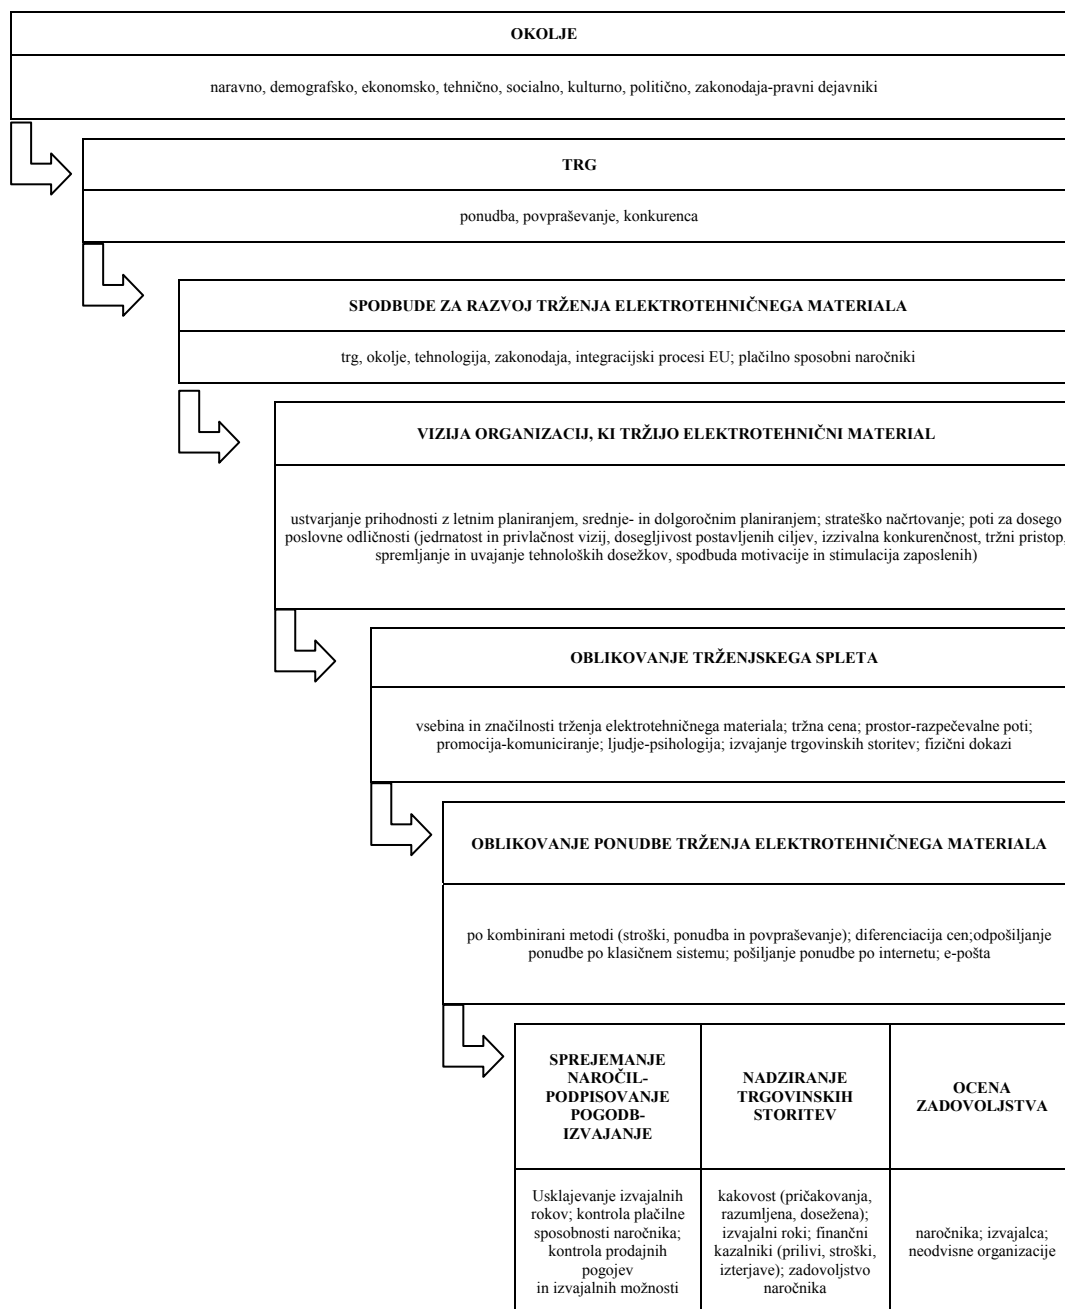 OKOLJE
naravno, demografsko, ekonomsko, tehnično, socialno, kulturno, politično, zakonodaja-pravni dejavniki
TRG
ponudba, povpraševanje, konkurenca
SPODBUDE ZA RAZVOJ TRŽENJA ELEKTROTEHNIČNEGA MATERIALA
trg, okolje, tehnologija, zakonodaja, integracijski procesi EU; plačilno sposobni naročniki
VIZIJA ORGANIZACIJ, KI TRŽIJO ELEKTROTEHNIČNI MATERIAL
ustvarjanje prihodnosti z letnim planiranjem, srednje- in dolgoročnim planiranjem; strateško načrtovanje; poti za dosego
poslovne odličnosti (jedrnatost in privlačnost vizij, dosegljivost postavljenih ciljev, izzivalna konkurenčnost, tržni pristop,
spremljanje in uvajanje tehnoloških dosežkov, spodbuda motivacije in stimulacija zaposlenih)
OBLIKOVANJE TRŽENJSKEGA SPLETA
vsebina in značilnosti trženja elektrotehničnega materiala; tržna cena; prostor-razpečevalne poti;
promocija-komuniciranje; ljudje-psihologija; izvajanje trgovinskih storitev; fizični dokazi
OBLIKOVANJE PONUDBE TRŽENJA ELEKTROTEHNIČNEGA MATERIALA
po kombinirani metodi (stroški, ponudba in povpraševanje); diferenciacija cen;odpošiljanje
ponudbe po klasičnem sistemu; pošiljanje ponudbe po internetu; e-pošta
SPREJEMANJE
NAROČIL-
PODPISOVANJE
POGODB-
IZVAJANJE
NADZIRANJE
TRGOVINSKIH
STORITEV
OCENA
ZADOVOLJSTVA
Usklajevanje izvajalnih
rokov; kontrola plačilne
sposobnosti naročnika;
kontrola prodajnih
pogojev
in izvajalnih možnosti
kakovost (pričakovanja,
razumljena, dosežena);
izvajalni roki; finančni
kazalniki (prilivi, stroški,
izterjave); zadovoljstvo
naročnika
naročnika; izvajalca;
neodvisne organizacije